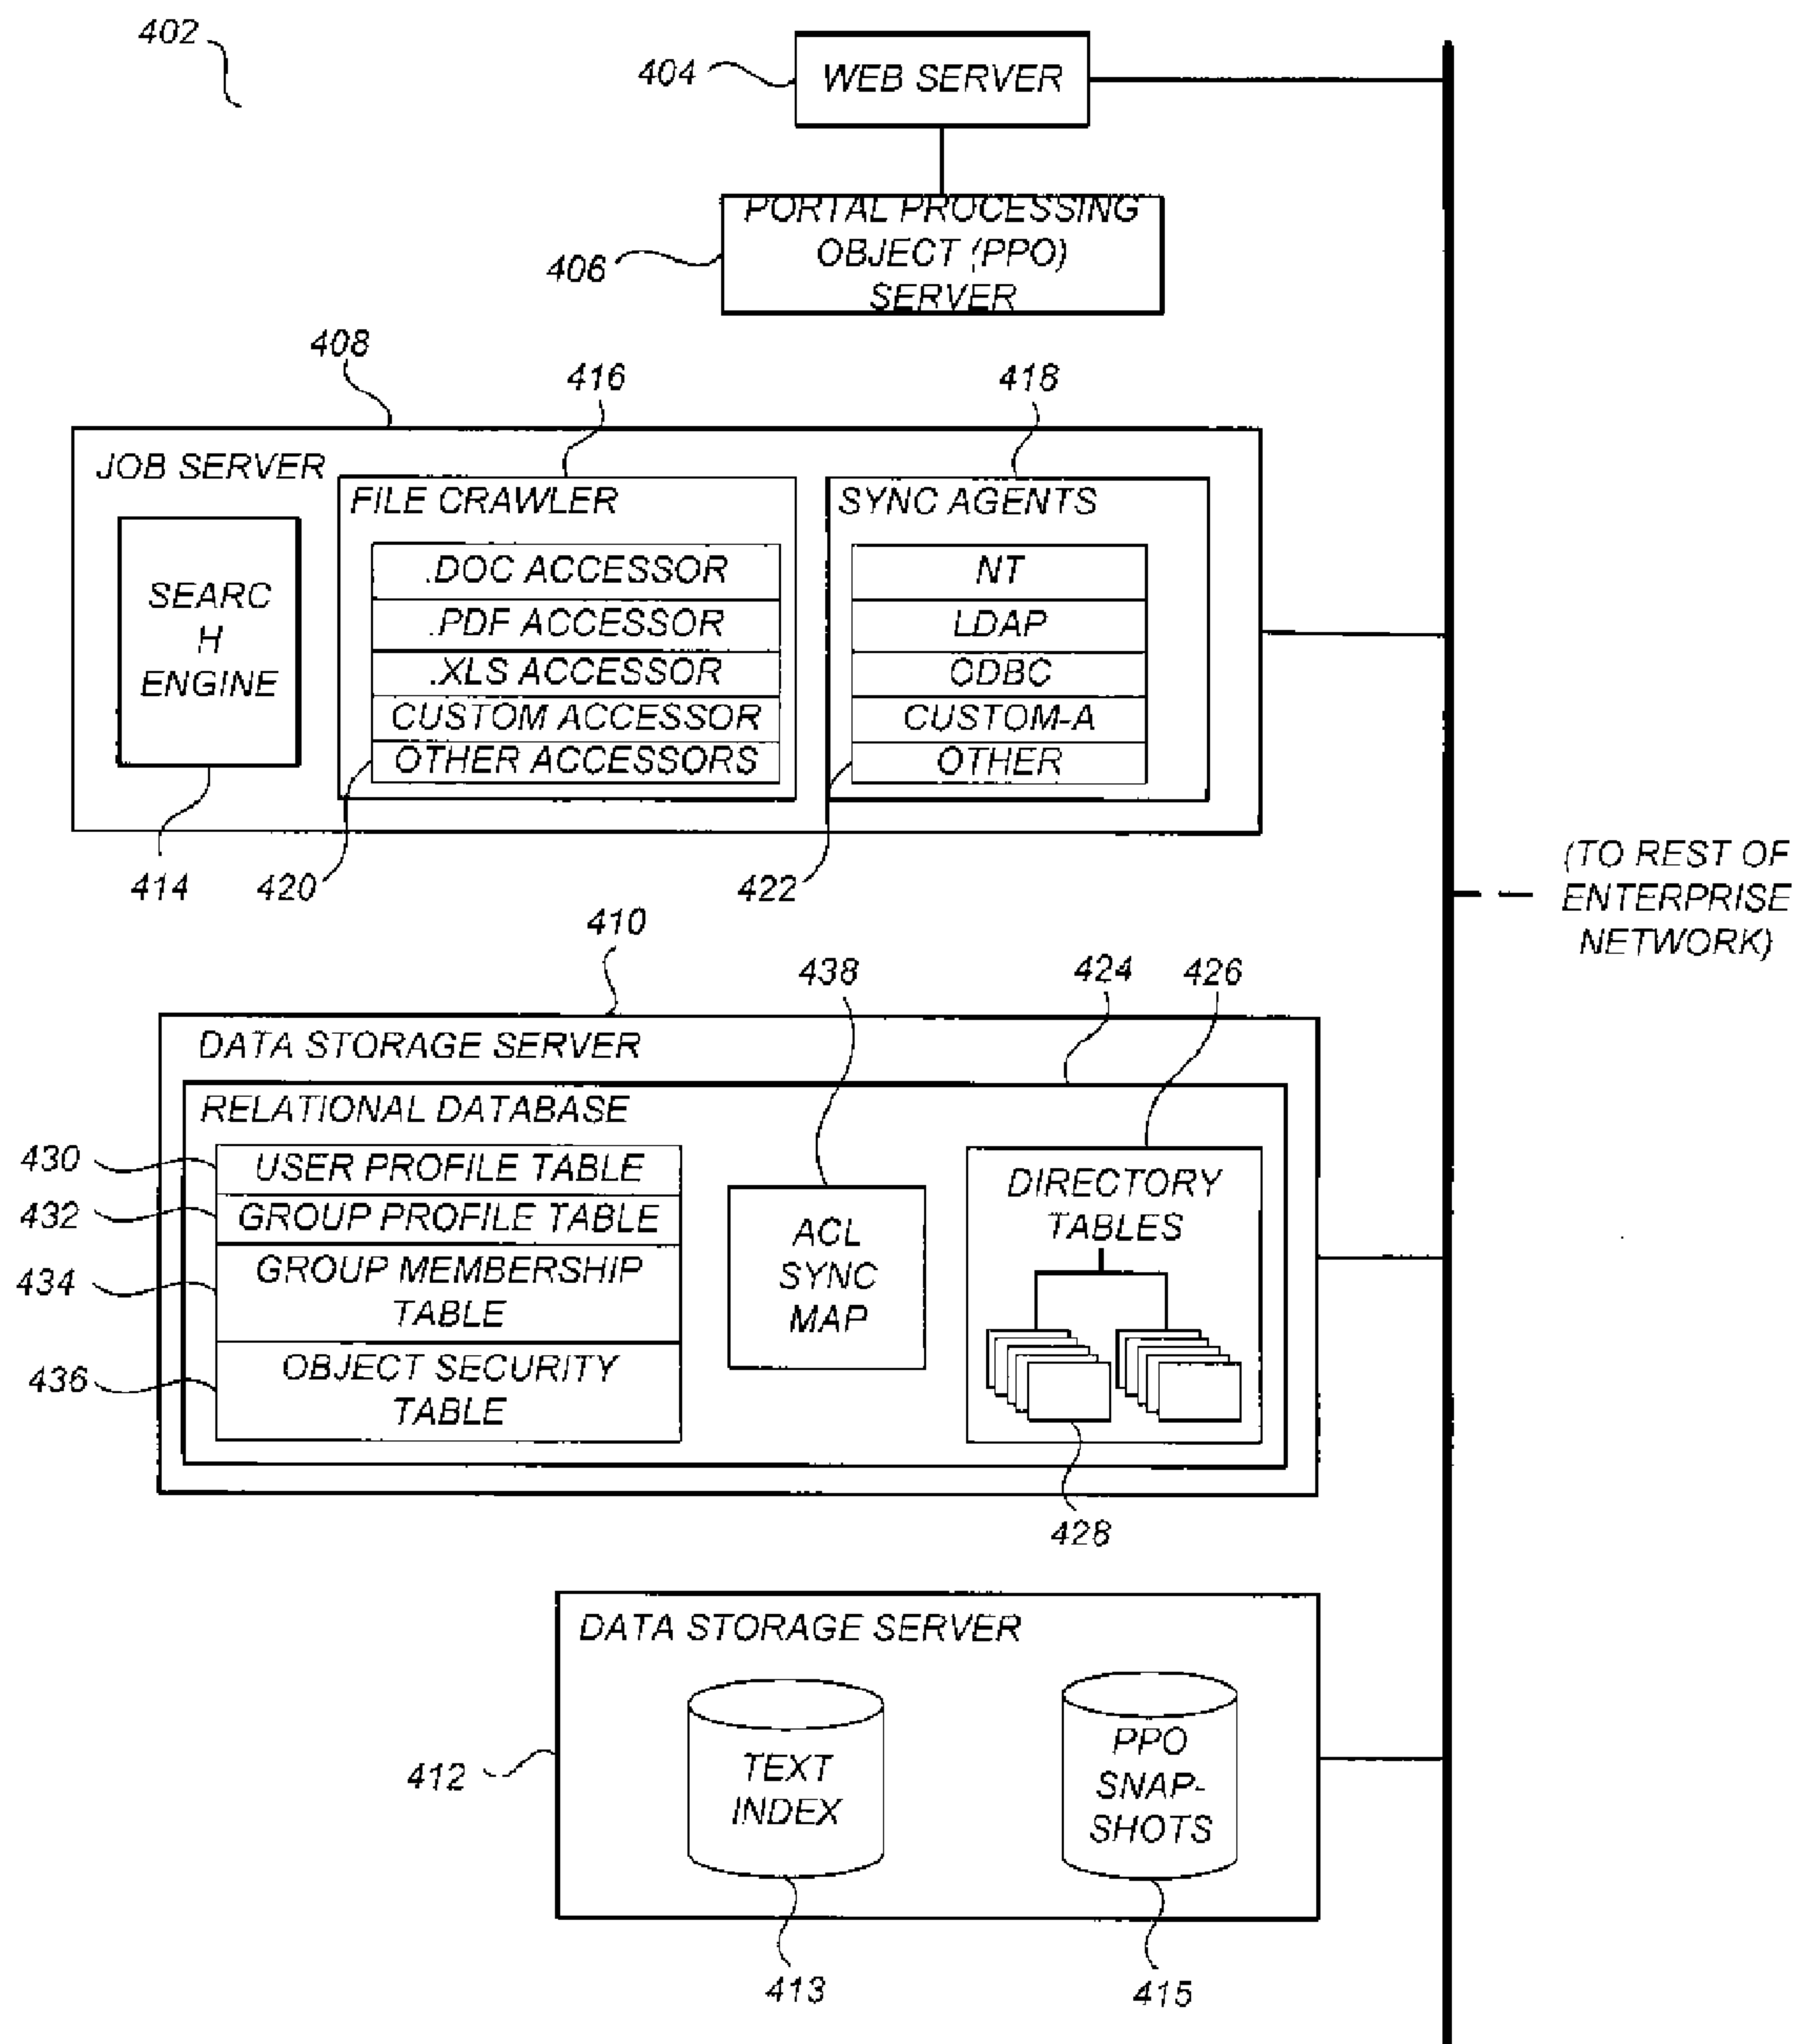 402
404
WEB SERVER
PORTAL PROCESSING
OBJECT (PPO)
SERVER
406
408
416
418
JOB SERVER
SEARC
H
ENGINE
FILE CRAWLER
.DOC ACCESSOR
.PDF ACCESSOR
.XLS ACCESSOR
CUSTOM ACCESSOR
OTHER ACCESSORS
SYNC AGENTS
NT
LDAP
ODBC
CUSTOM-A
OTHER
414
420
422
(TO REST OF
ENTERPRISE
NETWORK)
410
438
424
426
DATA STORAGE SERVER
RELATIONAL DATABASE
430
USER PROFILE TABLE
432
GROUP PROFILE TABLE
434
GROUP MEMBERSHIP
TABLE
436
OBJECT SECURITY
TABLE
ACL
SYNC
MAP
DIRECTORY
TABLES
428
DATA STORAGE SERVER
412
TEXT
INDEX
PPO
SNAP-
SHOTS
413
415